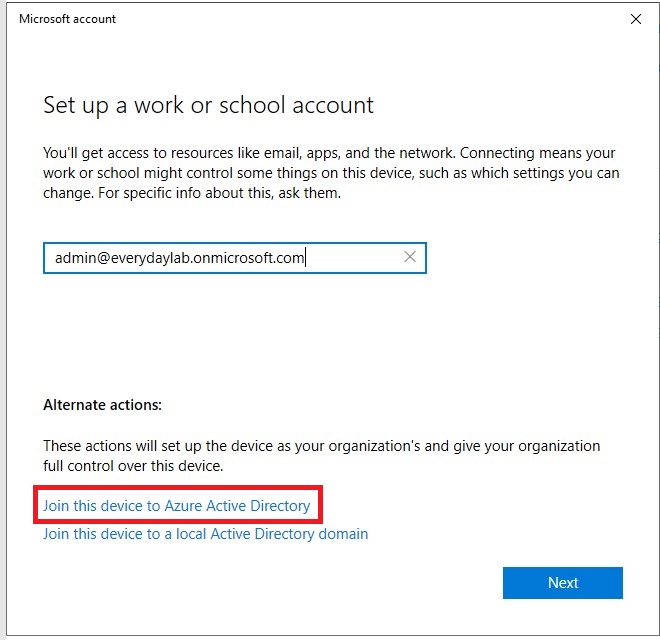 Microsoft account
Set up a work or school account
You'll get access to resources like email, apps, and the network. Connecting means your
work or school might control some things on this device, such as which settings you can
change. For specific info about this, ask them.
admin@everydaylab.onmicrosoft.com
Alternate actions:
These actions will set up the device as your organization's and give your organization
full control over this device.
Join this device to Azure Active Directory
Join this device to a local Active Directory domain
Next